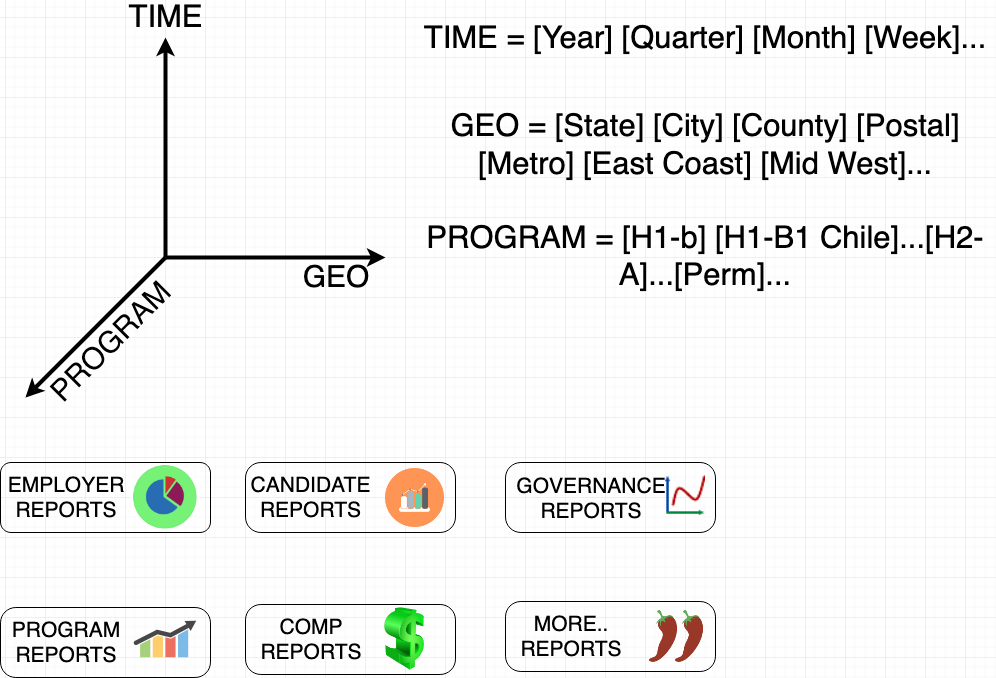 TIME
TIME = [Year] [Quarter] [Month] [Week]...
GEO = [State] [City] [County] [Postal]
[Metro] [East Coast] [Mid West]...
PROGRAM = [H1-b] [H1-B1 Chile]...[H2-
A]...[Perm]...
GEO
PROGRAM
EMPLOYER
REPORTS
CANDIDATE
REPORTS
GOVERNANCE
REPORTS
PROGRAM
REPORTS
COMP
REPORTS
MORE..
REPORTS